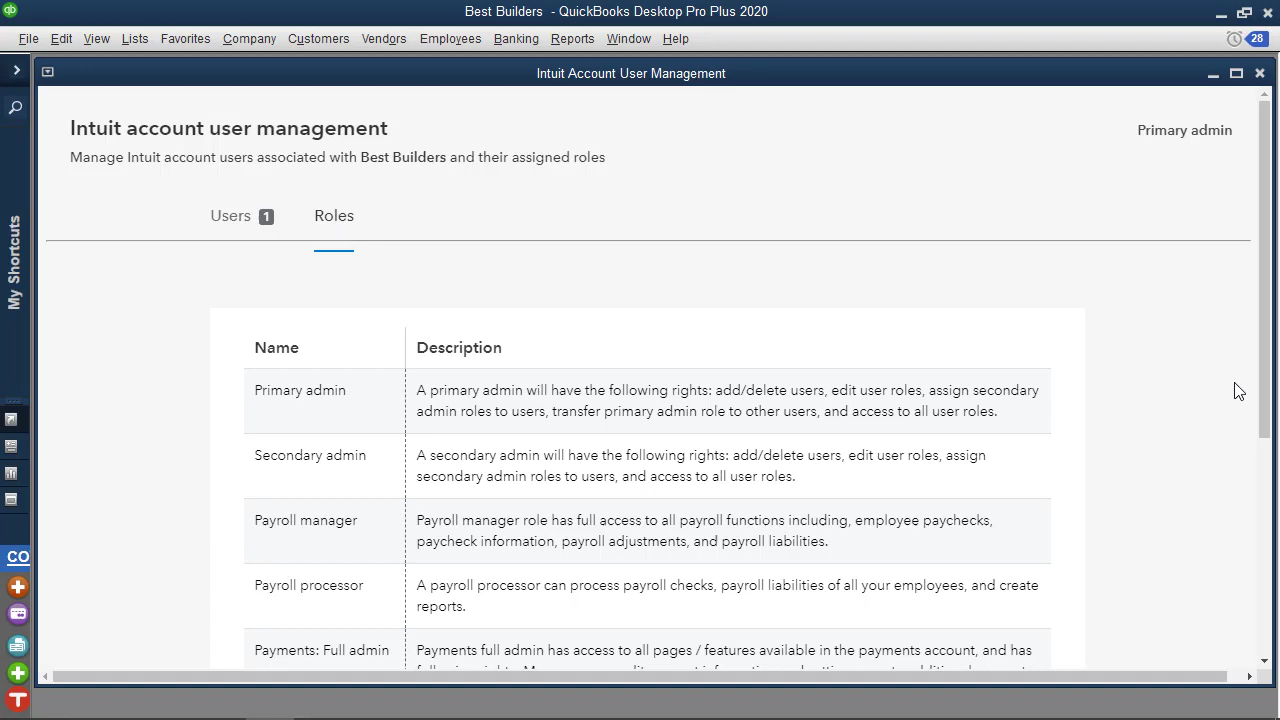 Best Builders - QuickBooks Desktop Pro Plus 2020
File Edit View Lists Favorites Company Customers Vendors Employees Banking Reports Window Help 28
Intuit Account User Management
Intuit account user management
Primary admin
Manage Intuit account users associated with Best Builders and their assigned roles
Users 1 Roles
My Shortcuts
CO
Name Description
Primary admin A primary admin will have the following rights: add/delete users, edit user roles, assign secondary
admin roles to users, transfer primary admin role to other users, and access to all user roles.
Secondary admin A secondary admin will have the following rights: add/delete users, edit user roles, assign
secondary admin roles to users, and access to all user roles.
Payroll manager Payroll manager role has full access to all payroll functions including, employee paychecks,
paycheck information, payroll adjustments, and payroll liabilities.
Payroll processor A payroll processor can process payroll checks, payroll liabilities of all your employees, and create
reports.
Payments: Full admin Payments full admin has access to all pages / features available in the payments account, and has